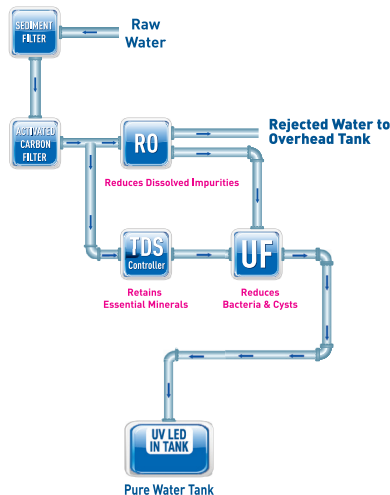 SEDIMENT
FILTER
Raw
Water
ACTIVATED
CARBON
FILTER
RO
Rejected Water to
Overhead Tank
Reduces Dissolved Impurities
TDS
Controller
UF
Retains
Essential Minerals
Reduces
Bacteria & Cysts
UV LED
IN TANK
Pure Water Tank